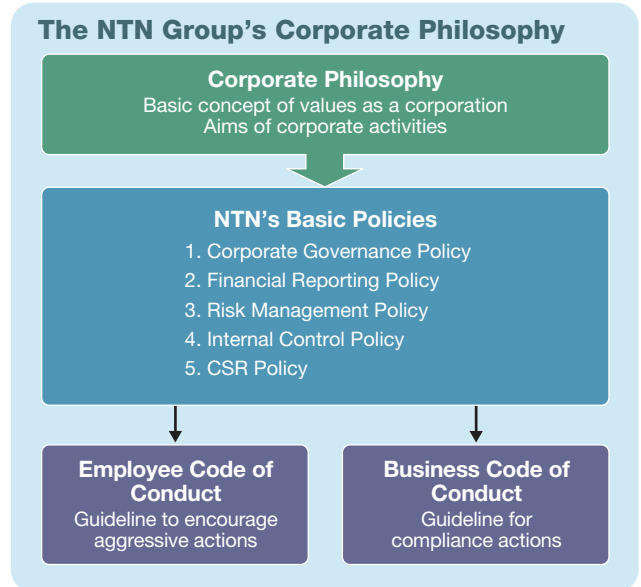 The NTN Group's Corporate Philosophy
Corporate Philosophy
Basic concept of values as a corporation
Aims of corporate activities
NTN's Basic Policies
1. Corporate Governance Policy
2. Financial Reporting Policy
3. Risk Management Policy
4. Internal Control Policy
5. CSR Policy
Employee Code of
Conduct
Guideline to encourage
aggressive actions
Business Code of
Conduct
Guideline for
compliance actions